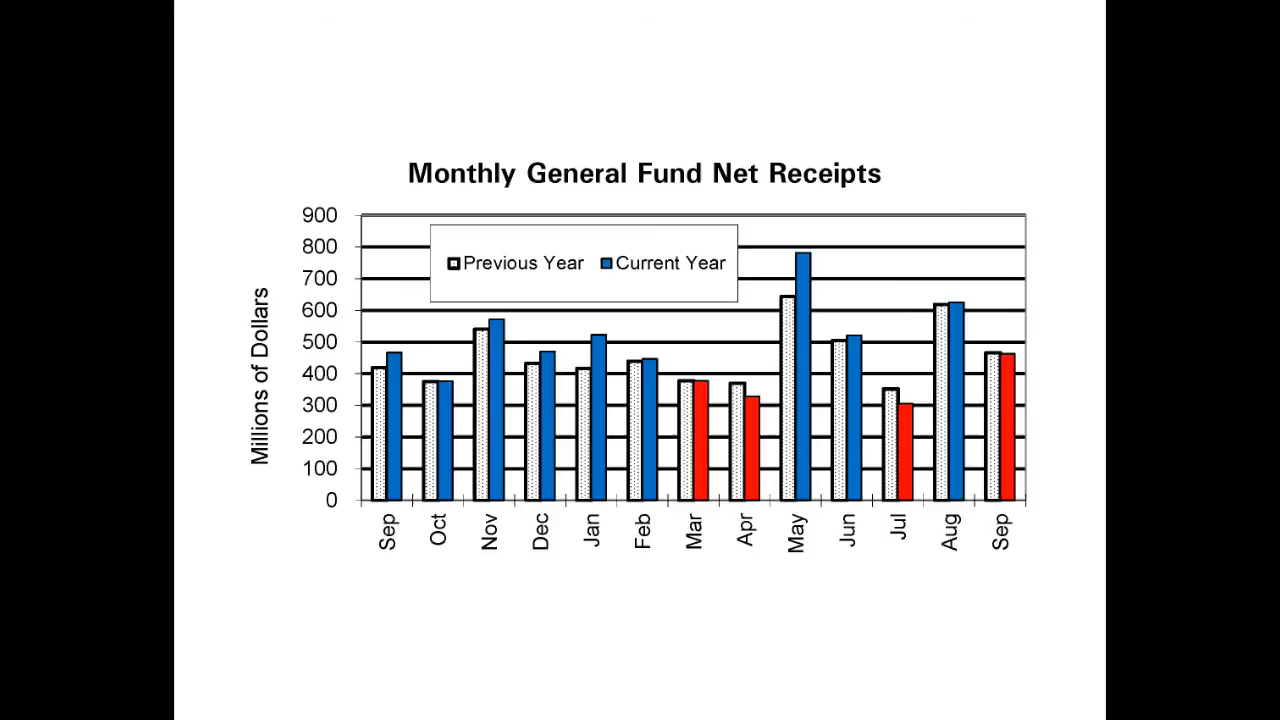 Monthly General Fund Net Receipts
900
800
700
600
500
400
300
200
100
0
Millions of Dollars
Previous Year
Current Year
Sep
Oct
Nov
Dec
Jan
Feb
Mar
Apr
May
Jun
Jul
Aug
Sep